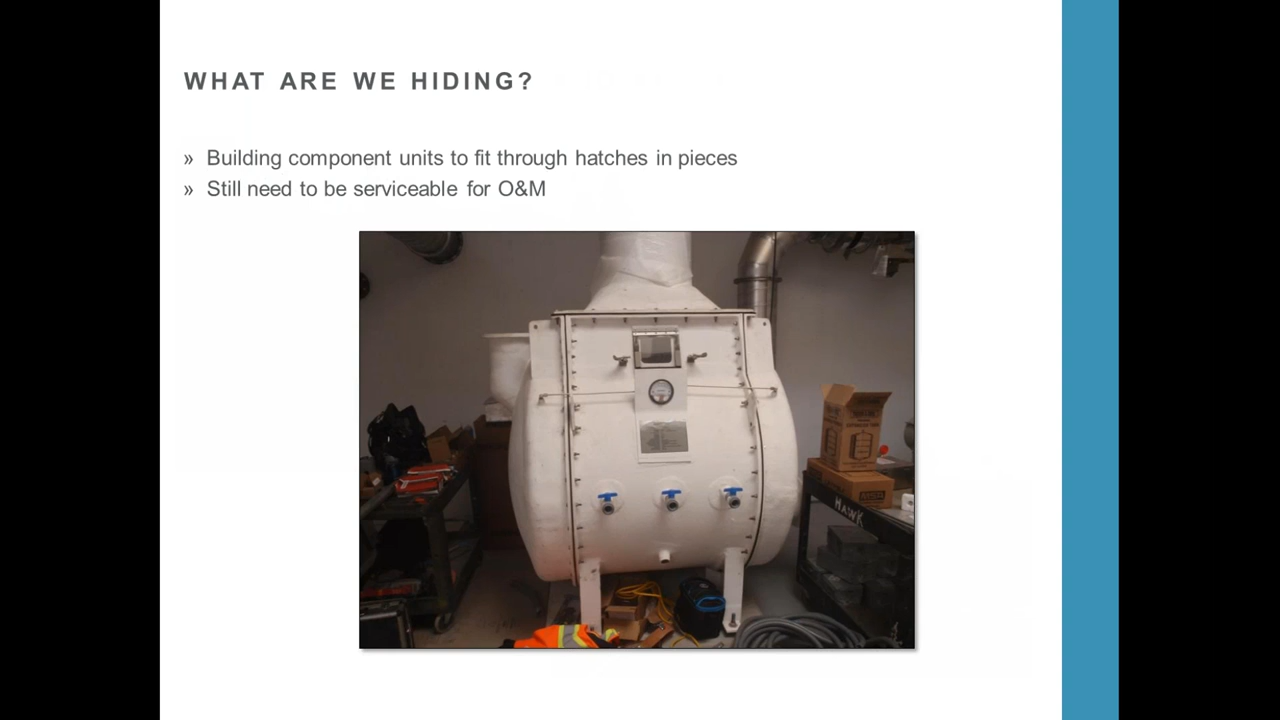 WHAT ARE WE HIDING?
» Building component units to fit through hatches in pieces
» Still need to be serviceable for O&M
MSA
HAWK